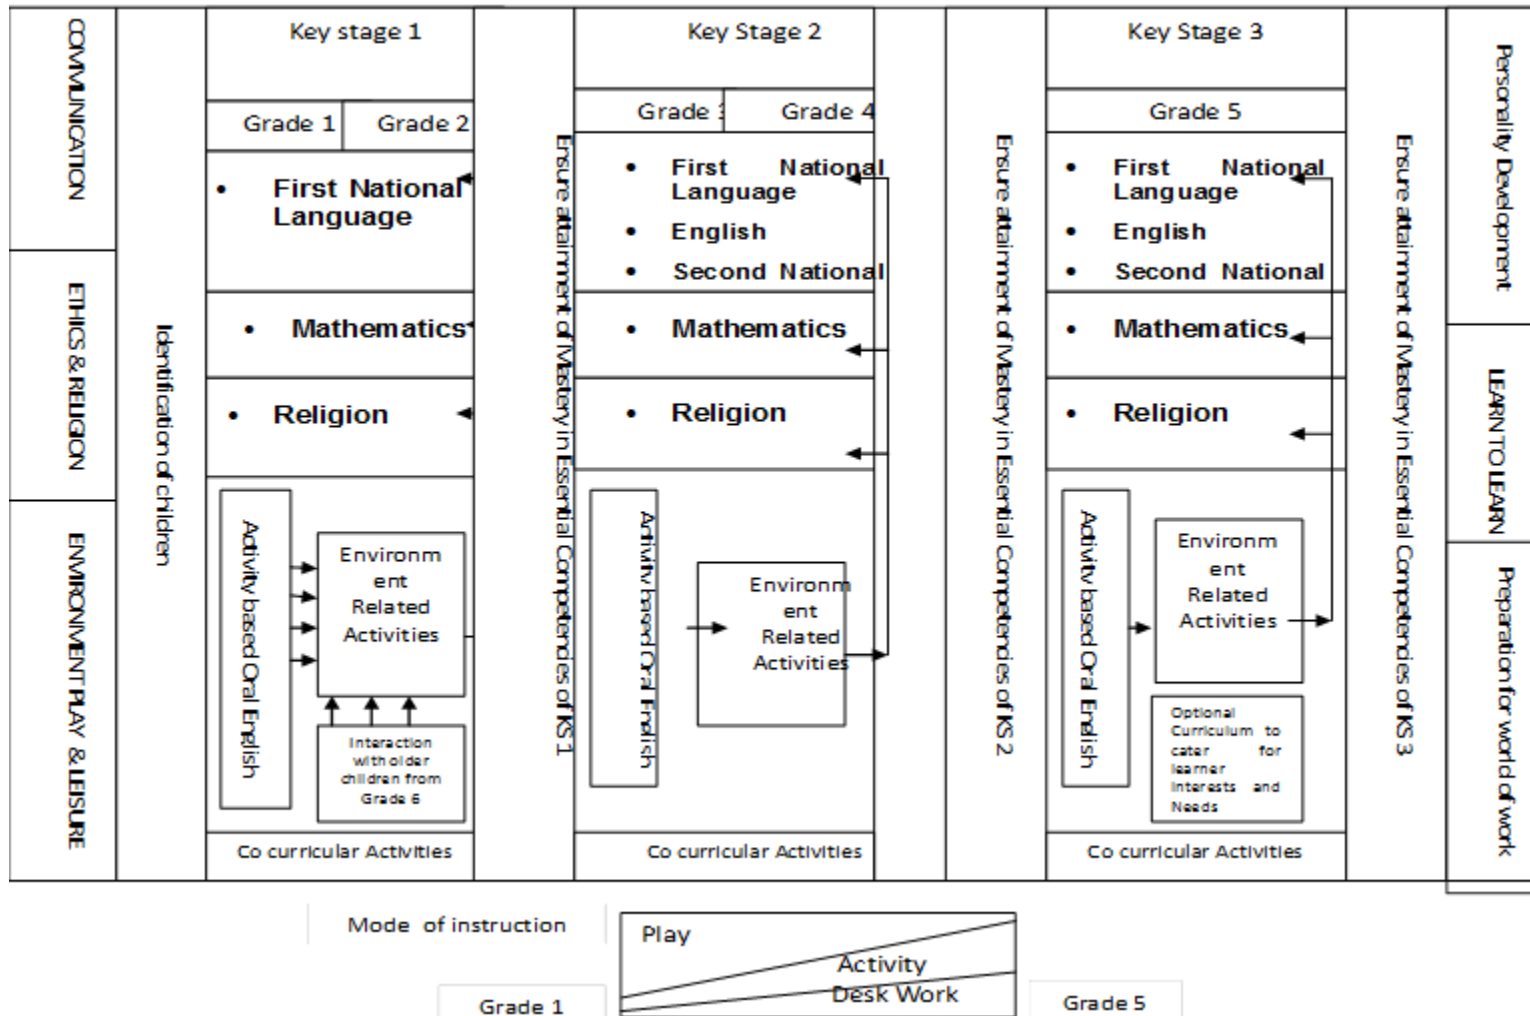 COMMUNICATION
ETHICS & RELIGION
ENVIRONMENT PLAY & LEISURE
Identification of children
Key stage 1
Grade 1
Grade 2
• First National
Language
• Mathematics
• Religion
Activity based Oral English
Environm
ent
Related
Activities
Interaction
with older
children from
Grade 6
Co curricular Activities
Ensure attainment of Mastery in Essential Competencies of KS 1
Key Stage 2
Grade 3
Grade 4
• First National
Language
• English
• Second National
• Mathematics
• Religion
Activity based Oral English
Environm
ent
Related
Activities
Co curricular Activities
Ensure attainment of Mastery in Essential Competencies of KS 2
Key Stage 3
Grade 5
• First National
Language
• English
• Second National
• Mathematics
• Religion
Activity based Oral English
Environm
ent
Related
Activities
Optional
Curriculum to
cater for
learner
Interests and
Needs
Co curricular Activities
Ensure attainment of Mastery in Essential Competencies of KS 3
Personality Development
LEARN TO LEARN
Preparation for world of work
Mode of instruction
Play
Activity
Desk Work
Grade 1
Grade 5